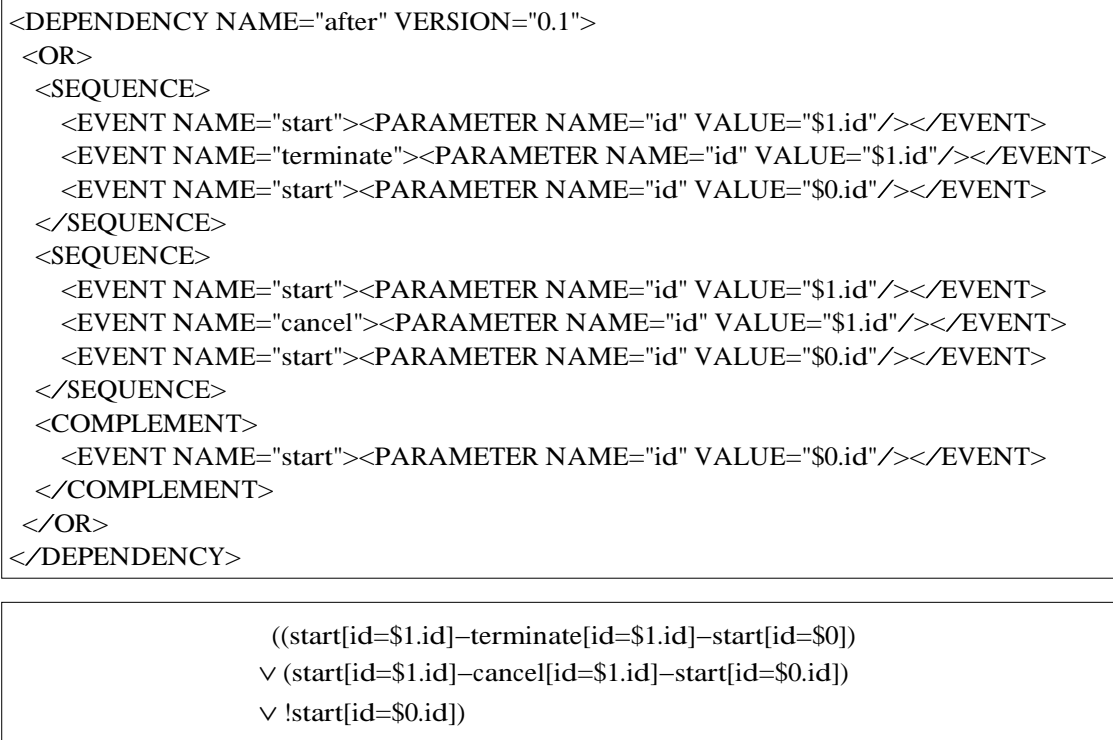 <DEPENDENCY NAME="after" VERSION="0.1">
<OR>
<SEQUENCE>
<EVENT NAME="start"><PARAMETER NAME="id" VALUE="$1.id"/></EVENT>
<EVENT NAME="terminate"><PARAMETER NAME="id" VALUE="$1.id"/></EVENT>
<EVENT NAME="start"><PARAMETER NAME="id" VALUE="$0.id"/></EVENT>
</SEQUENCE>
<SEQUENCE>
<EVENT NAME="start"><PARAMETER NAME="id" VALUE="$1.id"/></EVENT>
<EVENT NAME="cancel"><PARAMETER NAME="id" VALUE="$1.id"/></EVENT>
<EVENT NAME="start"><PARAMETER NAME="id" VALUE="$0.id"/></EVENT>
</SEQUENCE>
<COMPLEMENT>
<EVENT NAME="start"><PARAMETER NAME="id" VALUE="$0.id"/></EVENT>
</COMPLEMENT>
</OR>
</DEPENDENCY>
((start[id=$1.id]−terminate[id=$1.id]−start[id=$0])
∨ (start[id=$1.id]−cancel[id=$1.id]−start[id=$0.id])
∨ !start[id=$0.id])